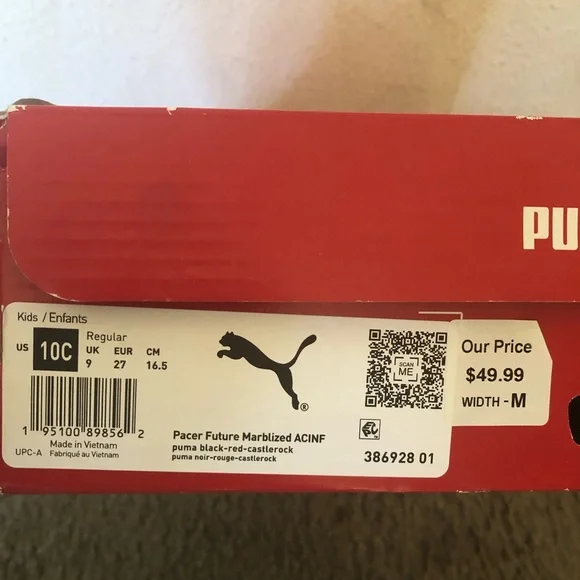 PU
Kids / Enfants
Regular
US 10C UK 9 EUR 27 CM 16.5
1 95100 89856 2
Made in Vietnam
UPC-A Fabriqué au Vietnam
Pacer Future Marblized ACINF
puma black-red-castlerock
puma noir-rouge-castlerock
®
SCAN
ME
386928 01
Our Price
$49.99
WIDTH - M